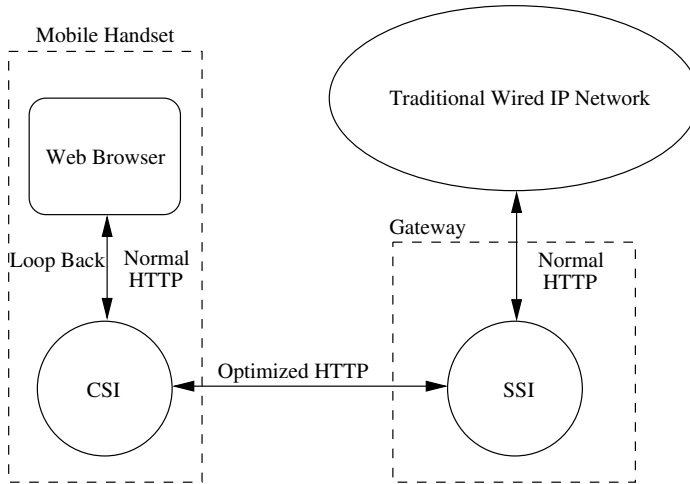 Mobile Handset
Web Browser
Loop Back
Normal
HTTP
CSI
Optimized HTTP
Traditional Wired IP Network
Gateway
Normal
HTTP
SSI